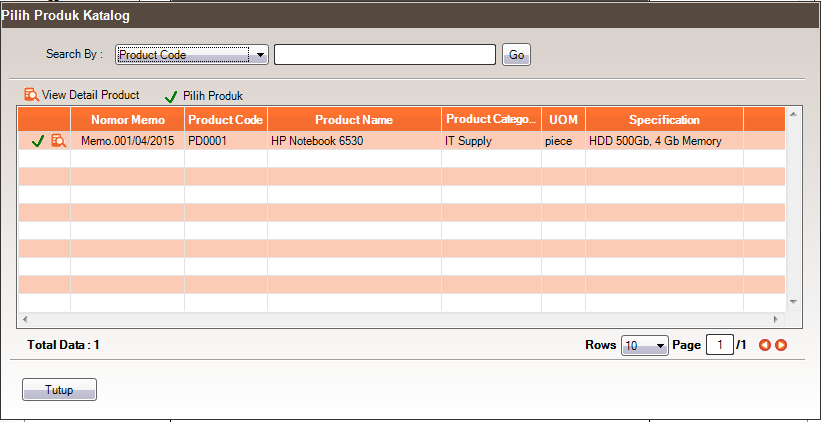 Pilih Produk Katalog
Search By : Product Code Go
View Detail Product Pilih Produk
Nomor Memo Product Code Product Name Product Catego... UOM Specification
Memo.001/04/2015 PD0001 HP Notebook 6530 IT Supply piece HDD 500Gb, 4 Gb Memory
Total Data : 1 Rows 10 Page 1 /1
Tutup